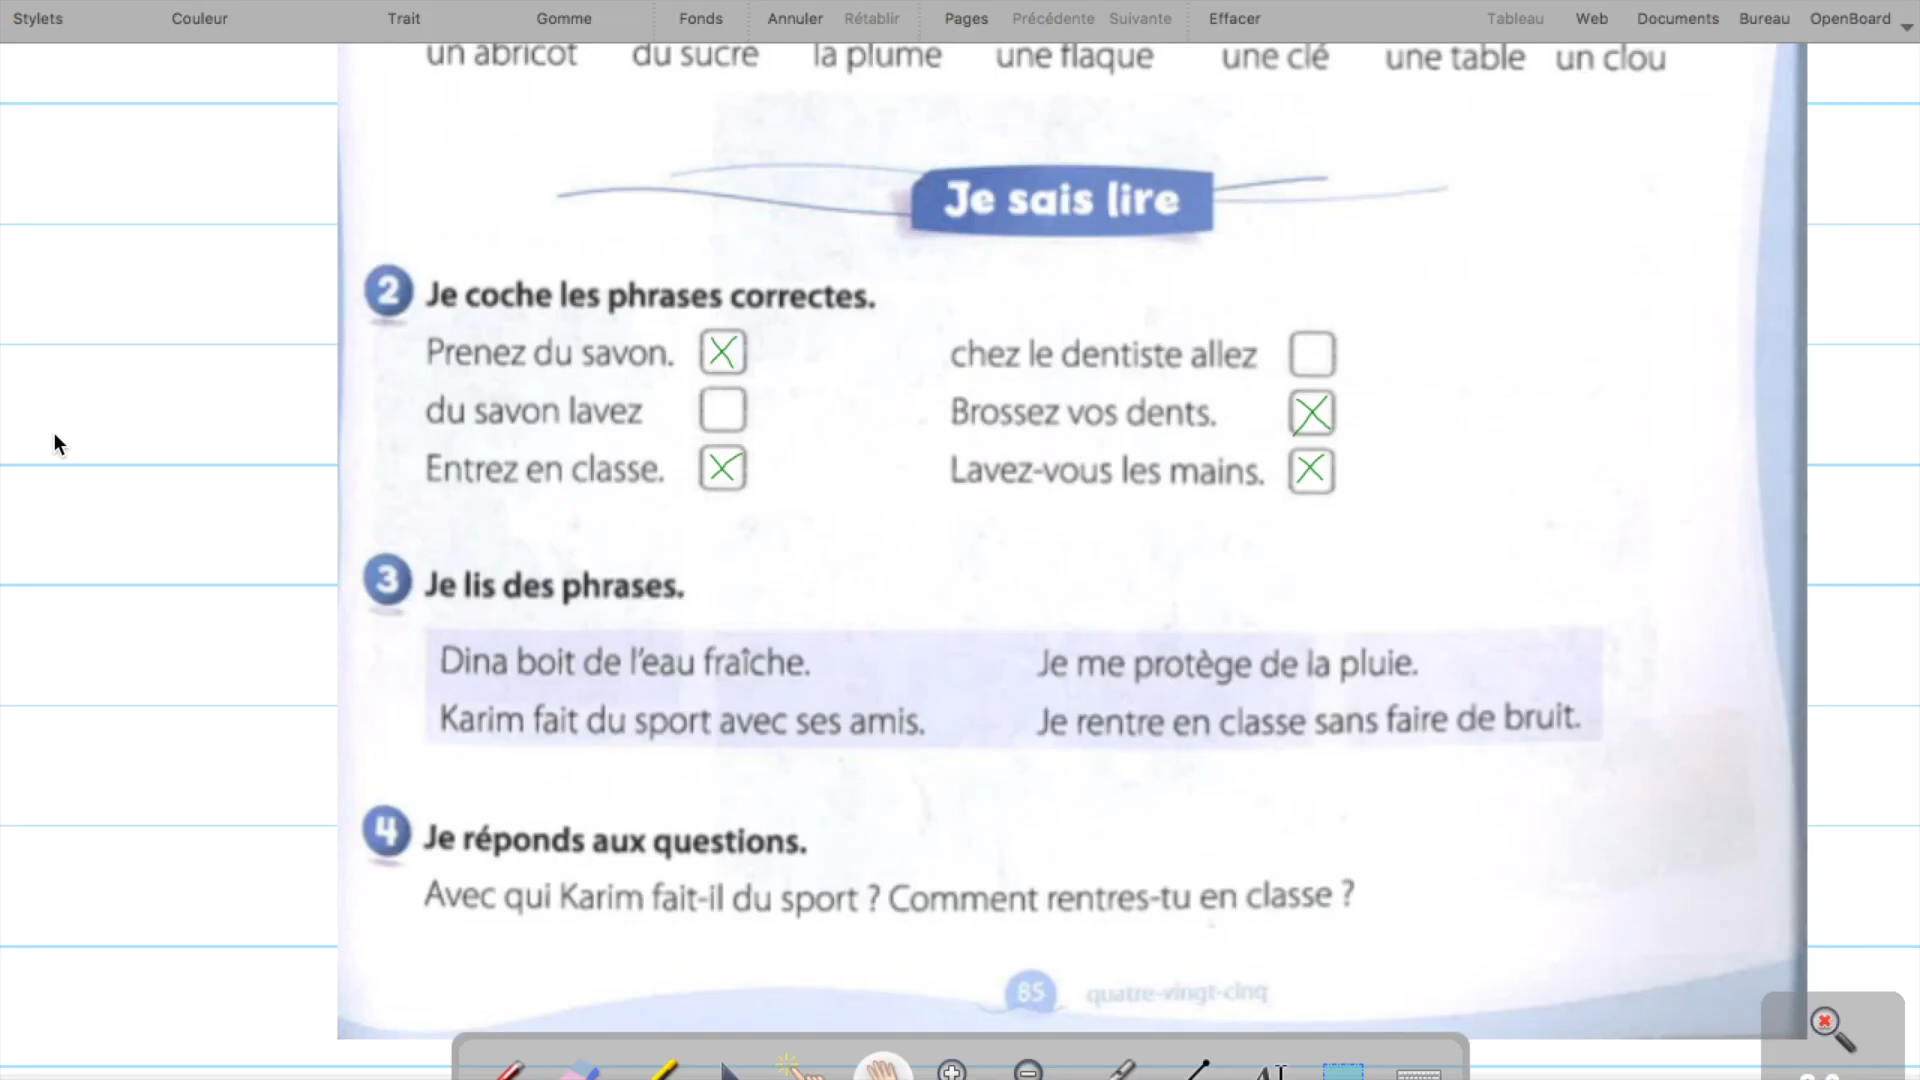 Stylets Couleur Trait Gomme Fonds Annuler Rétablir Pages Précédente Suivante Effacer Tableau Web Documents Bureau OpenBoard
un abricot du sucre la plume une flaque une clé une table un clou
Je sais lire
2 Je coche les phrases correctes.
Prenez du savon. chez le dentiste allez
du savon lavez Brossez vos dents.
Entrez en classe. Lavez-vous les mains.
3 Je lis des phrases.
Dina boit de l'eau fraîche. Je me protège de la pluie.
Karim fait du sport avec ses amis. Je rentre en classe sans faire de bruit.
4 Je réponds aux questions.
Avec qui Karim fait-il du sport ? Comment rentres-tu en classe ?
85 quatre-vingt-cinq